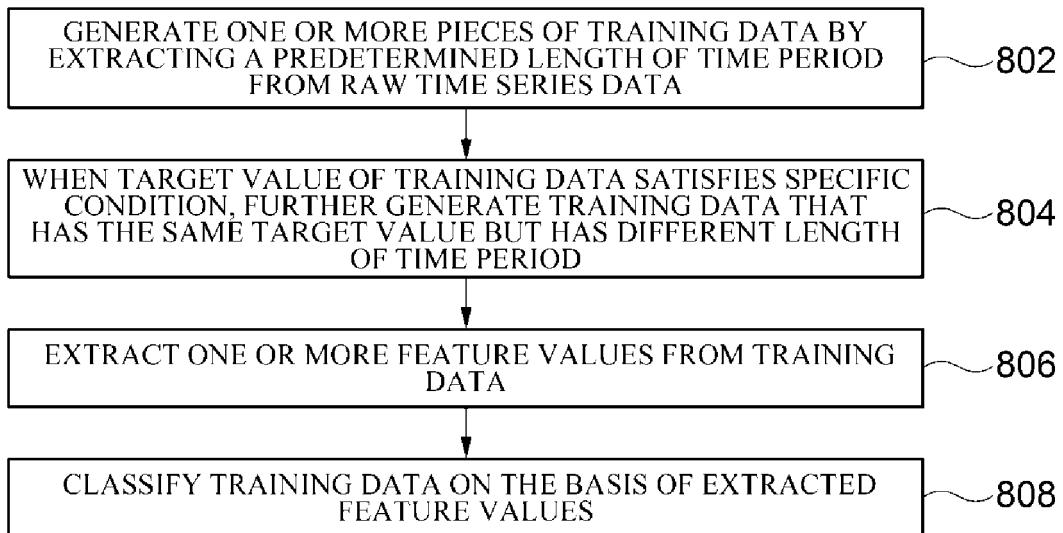 GENERATE ONE OR MORE PIECES OF TRAINING DATA BY
EXTRACTING A PREDETERMINED LENGTH OF TIME PERIOD
FROM RAW TIME SERIES DATA
802
WHEN TARGET VALUE OF TRAINING DATA SATISFIES SPECIFIC
CONDITION, FURTHER GENERATE TRAINING DATA THAT
HAS THE SAME TARGET VALUE BUT HAS DIFFERENT LENGTH
OF TIME PERIOD
804
EXTRACT ONE OR MORE FEATURE VALUES FROM TRAINING
DATA
806
CLASSIFY TRAINING DATA ON THE BASIS OF EXTRACTED
FEATURE VALUES
808